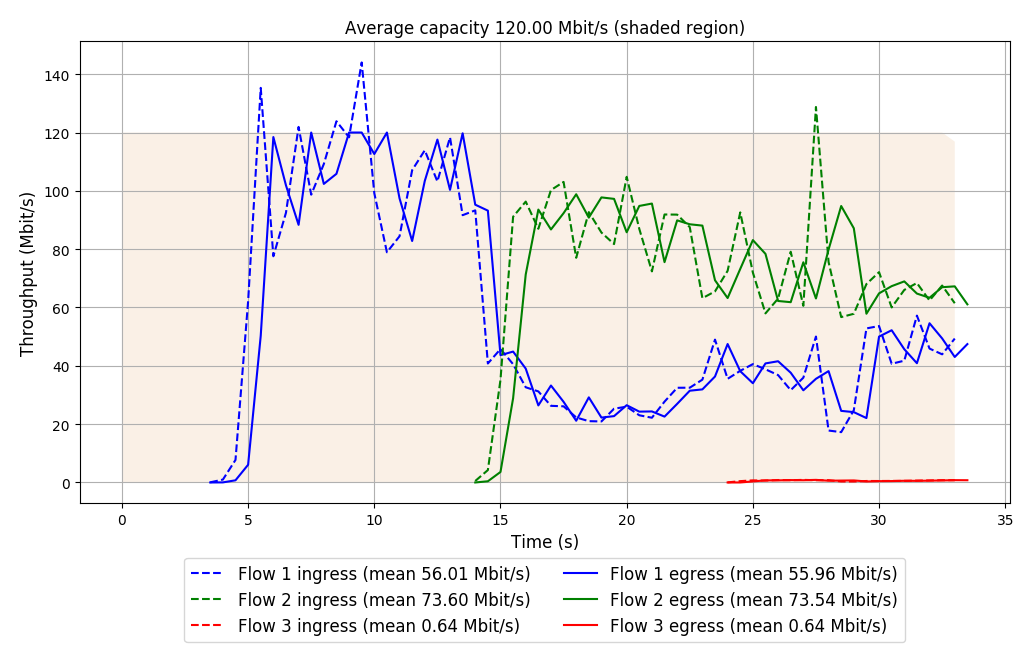 Average capacity 120.00 Mbit/s (shaded region)
140
120
100
80
60
40
20
0
Throughput (Mbit/s)
0 5 10 15 20 25 30 35
Time (s)
Flow 1 ingress (mean 56.01 Mbit/s) Flow 1 egress (mean 55.96 Mbit/s)
Flow 2 ingress (mean 73.60 Mbit/s) Flow 2 egress (mean 73.54 Mbit/s)
Flow 3 ingress (mean 0.64 Mbit/s) Flow 3 egress (mean 0.64 Mbit/s)